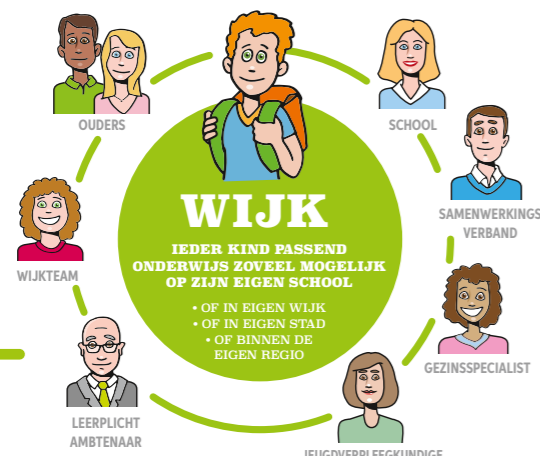 OUDERS
SCHOOL
SAMENWERKINGS
VERBAND
WIJK
IEDER KIND PASSEND
ONDERWIJS ZOVEEL MOGELIJK
OP ZIJN EIGEN SCHOOL
• OF IN EIGEN WIJK
• OF IN EIGEN STAD
• OF BINNEN DE
EIGEN REGIO
WIJKTEAM
GEZINSSPECIALIST
LEERPLICHT
AMBTENAAR
JEUGDVERPLEEGKUNDIGE